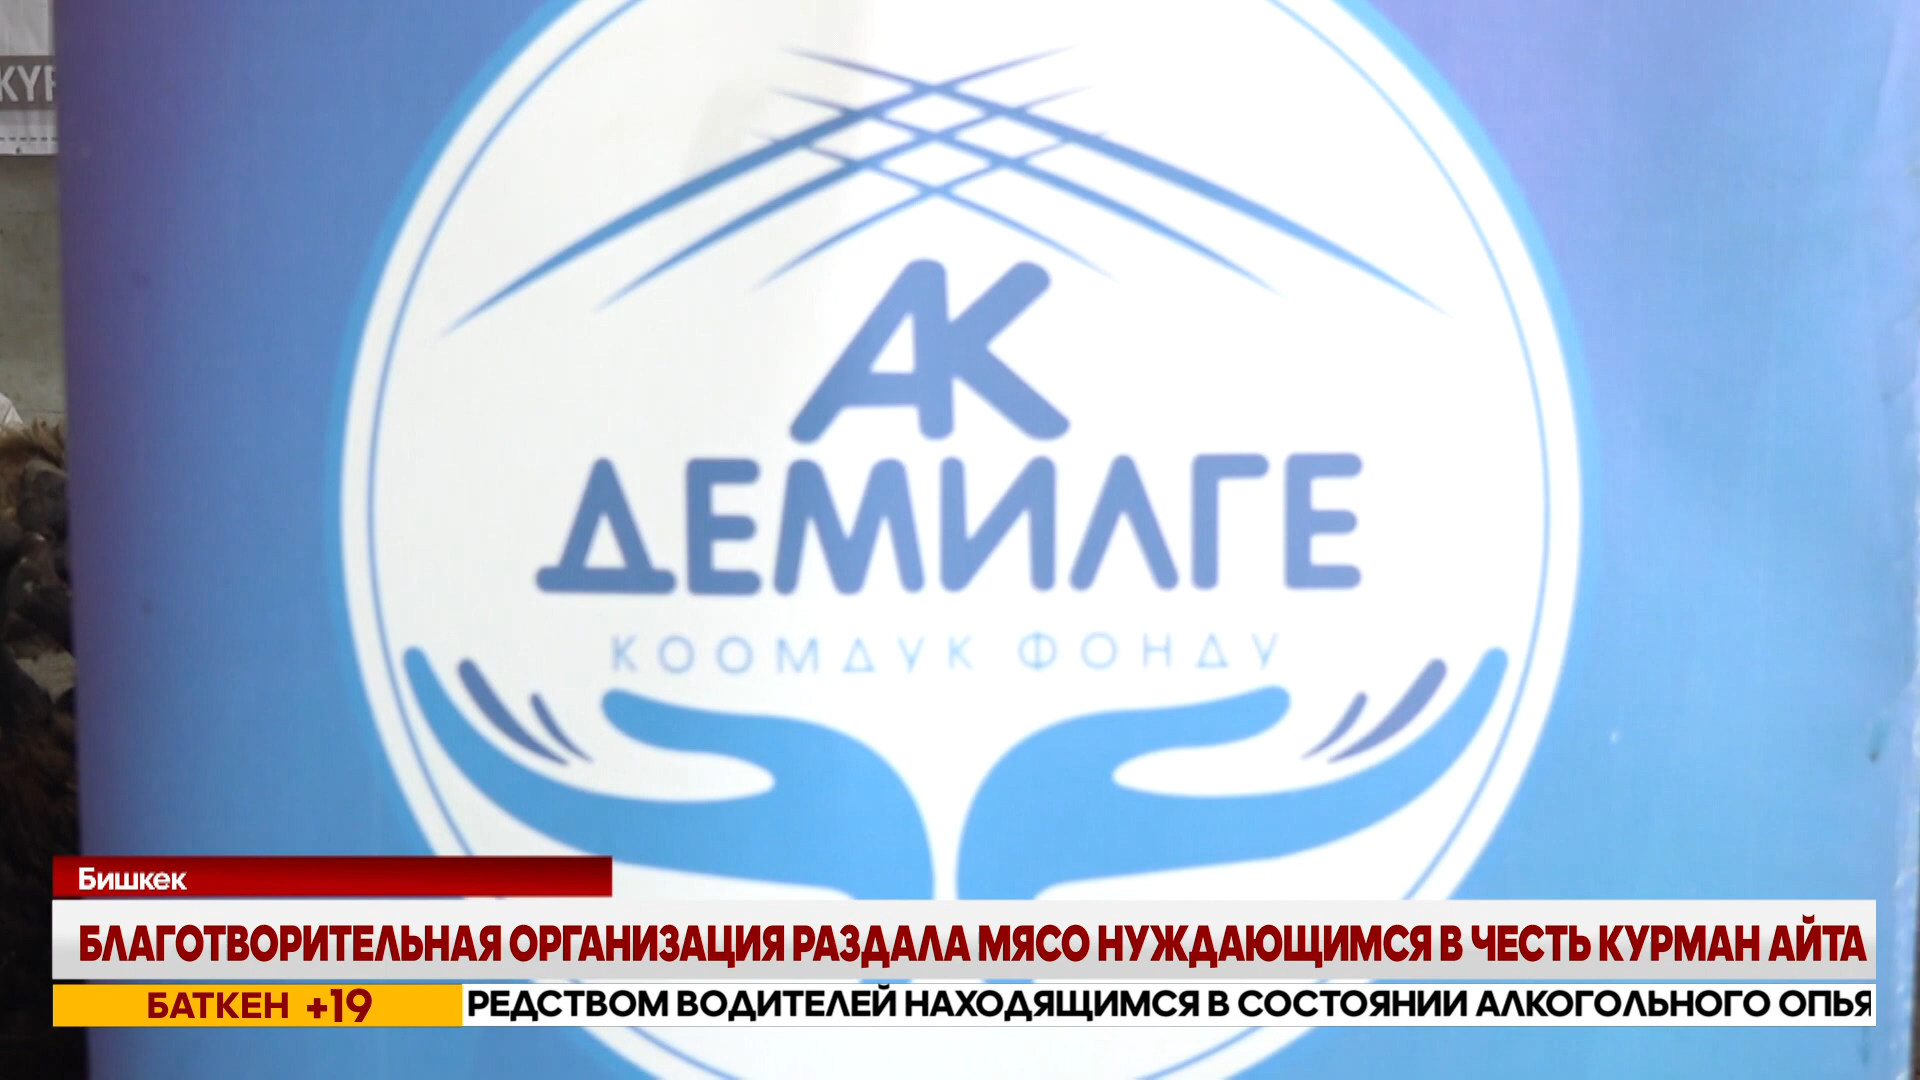 АК
ДЕМИЛГЕ
КООМДУК ФОНДУ
Бишкек
БЛАГОТВОРИТЕЛЬНАЯ ОРГАНИЗАЦИЯ РАЗДАЛА МЯСО НУЖДАЮЩИМСЯ В ЧЕСТЬ КУРМАН АЙТА
БАТКЕН +19
РЕДСТВОМ ВОДИТЕЛЕЙ НАХОДЯЩИМСЯ В СОСТОЯНИИ АЛКОГОЛЬНОГО ОПЬЯ